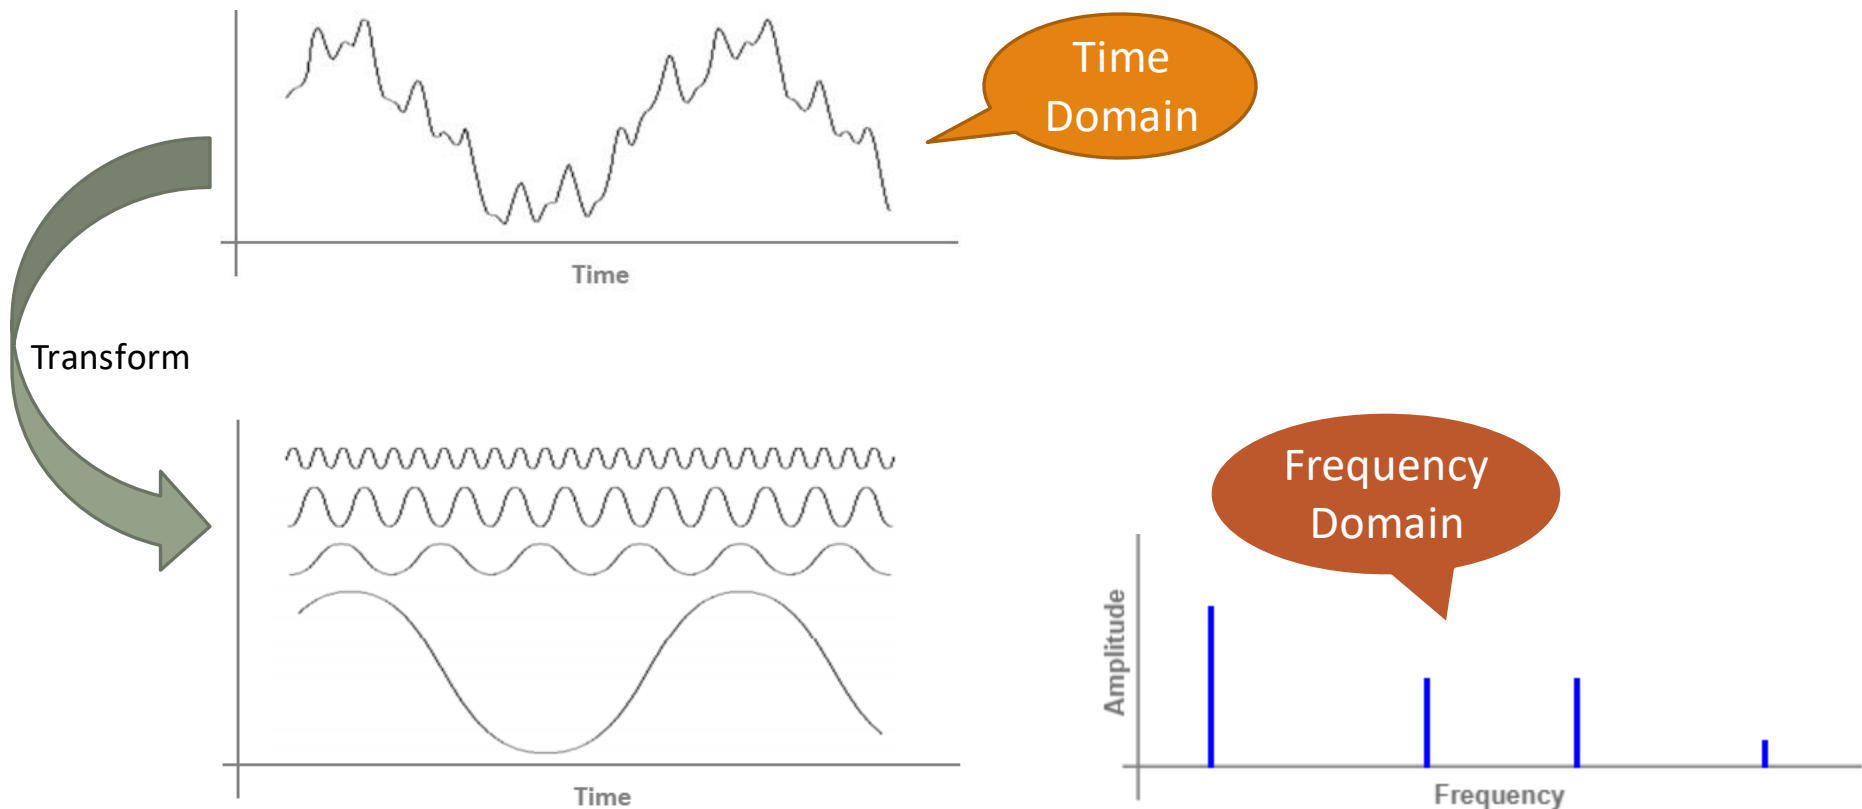 Time
Domain
Time
Transform
Frequency
Domain
Amplitude
Time
Frequency